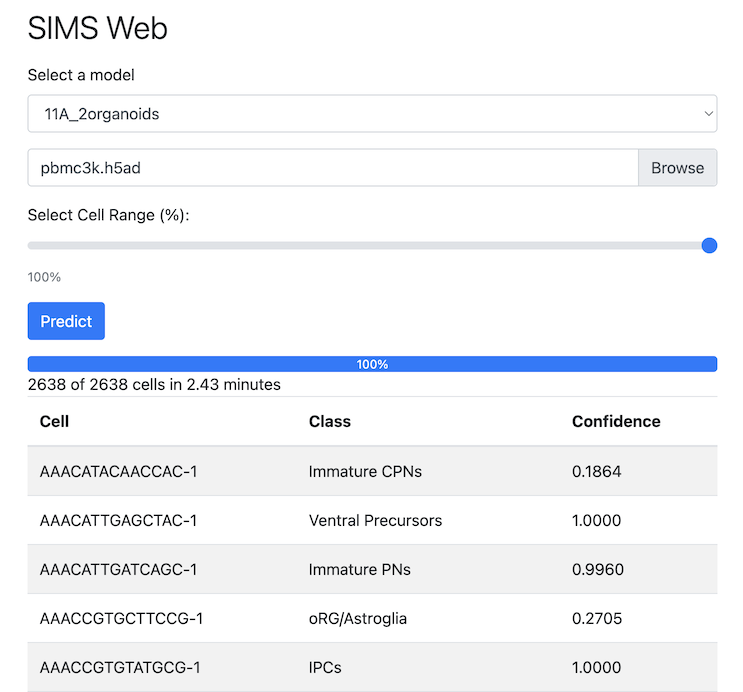 SIMS Web
Select a model
11A_2organoids
pbmc3k.h5ad Browse
Select Cell Range (%):
100%
Predict
100%
2638 of 2638 cells in 2.43 minutes
Cell Class Confidence
AAACATACAACCAC-1 Immature CPNs 0.1864
AAACATTGAGCTAC-1 Ventral Precursors 1.0000
AAACATTGATCAGC-1 Immature PNs 0.9960
AAACCGTGCTTCCG-1 oRG/Astroglia 0.2705
AAACCGTGTATGCG-1 IPCs 1.0000